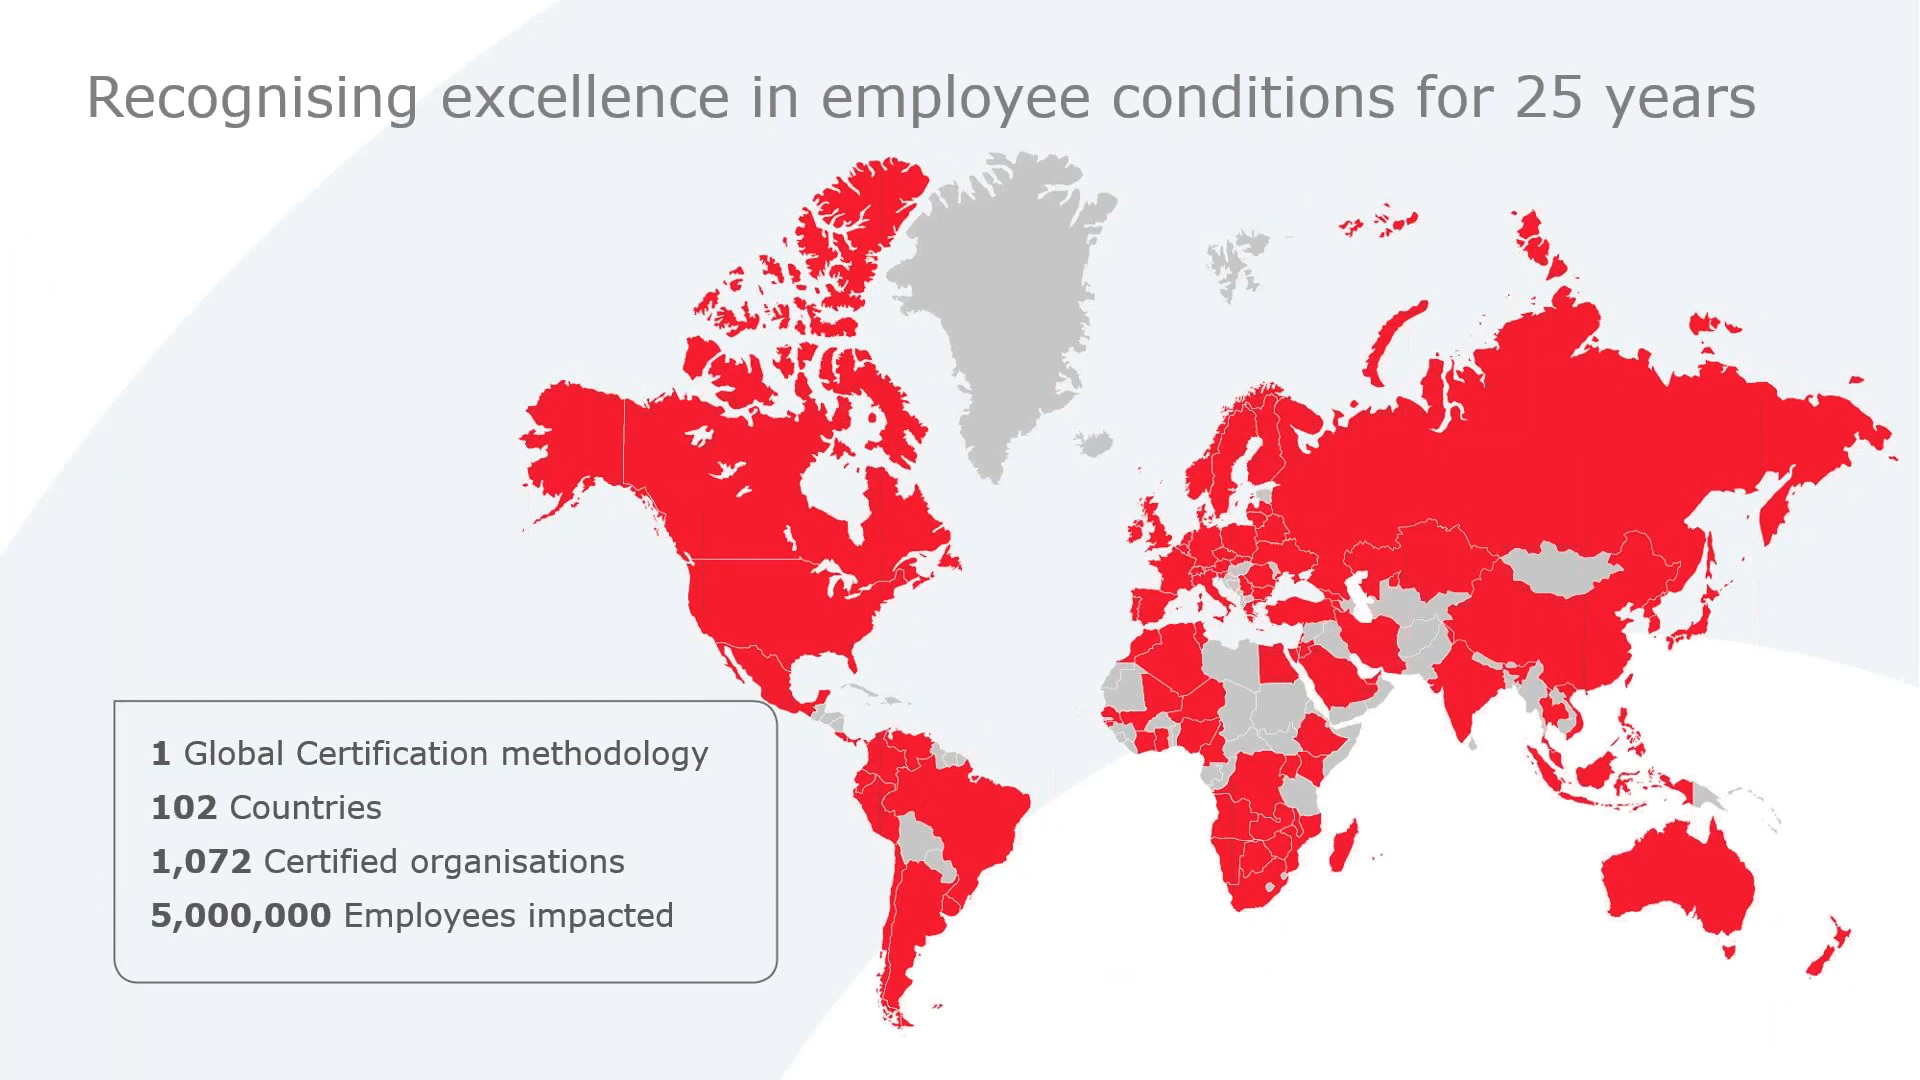 Recognising excellence in employee conditions for 25 years
1 Global Certification methodology
102 Countries
1,072 Certified organisations
5,000,000 Employees impacted